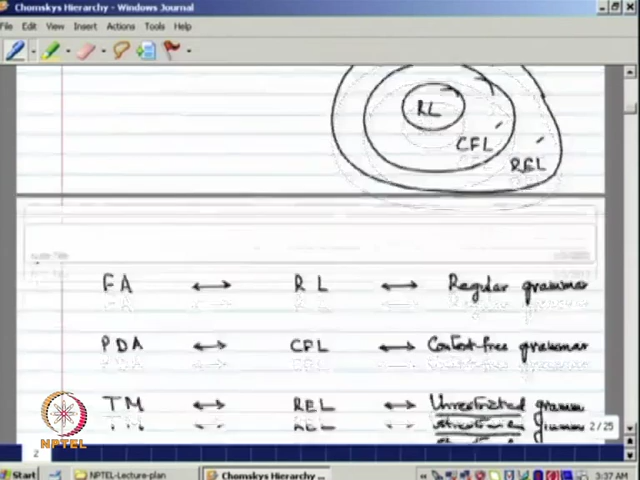 Chomskys Hierarchy - Windows Journal
File Edit View Insert Actions Tools Help
RL
CFL
REL
FA ↔ RL ↔ Regular grammar
PDA ↔ CFL ↔ Context-free grammar
TM ↔ REL ↔ Unrestricted gramm
2/25
NPTEL
2
Start NPTEL-Lecture-plan Chomskys Hierarchy - ... 3:37 AM